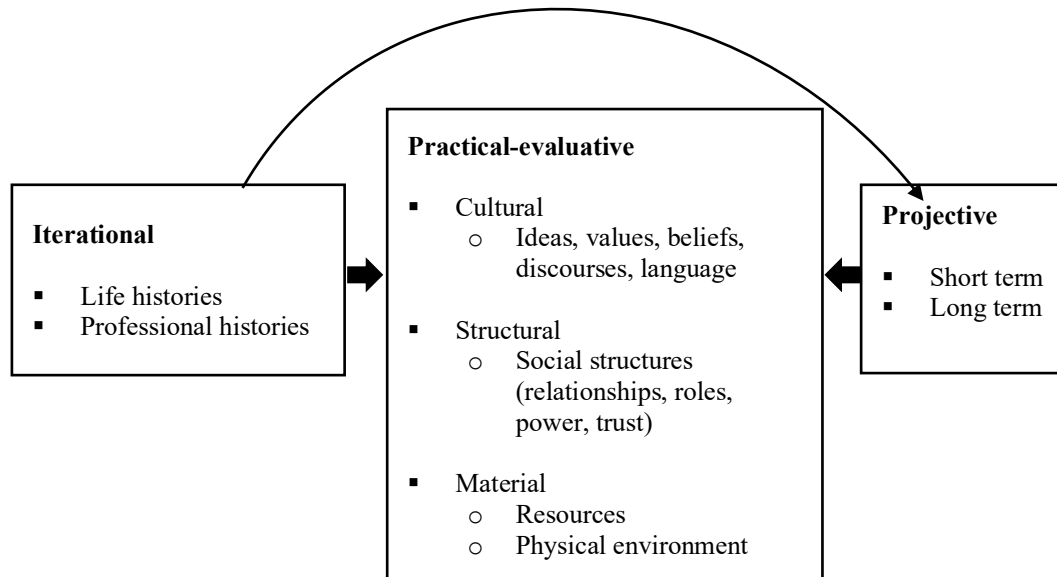 Iterational
▪ Life histories
▪ Professional histories
Practical-evaluative
▪ Cultural
o Ideas, values, beliefs,
discourses, language
▪ Structural
o Social structures
(relationships, roles,
power, trust)
▪ Material
o Resources
o Physical environment
Projective
▪ Short term
▪ Long term